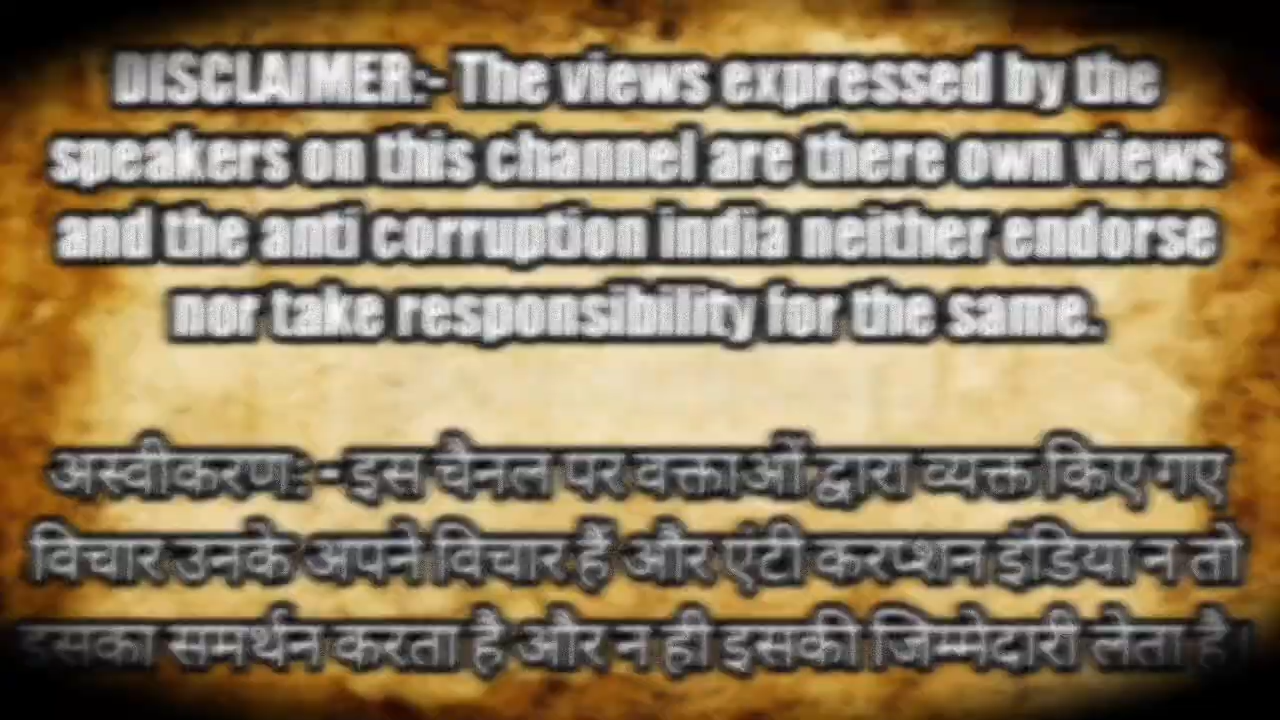 DISCLAIMER:- The views expressed by the
speakers on this channel are there own views
and the anti corruption india neither endorse
nor take responsibility for the same.
अस्वीकरण: - इस चैनल पर वक्ताओं द्वारा व्यक्त किए गए
विचार उनके अपने विचार हैं और एंटी करप्शन इंडिया न तो
इसका समर्थन करता है और न ही इसकी जिम्मेदारी लेता है।